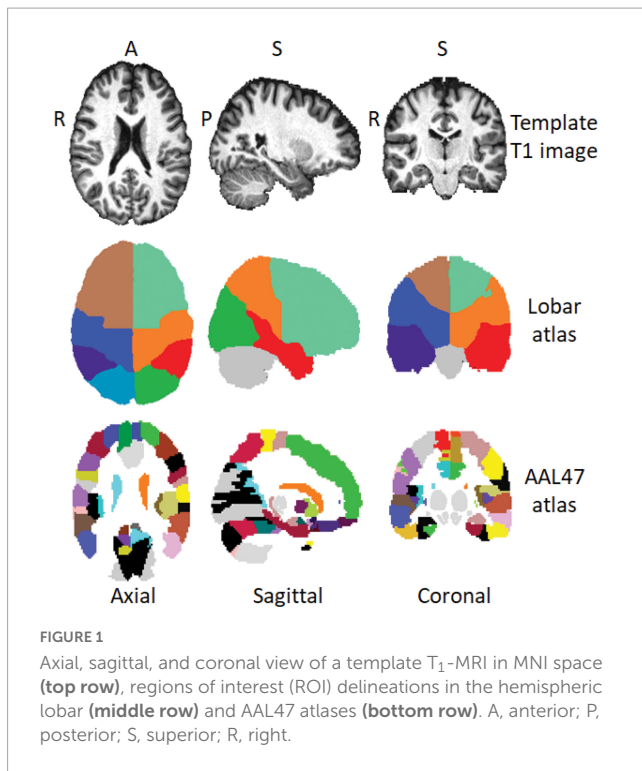 A S S
R P R
Template
T1 image
Lobar
atlas
AAL47
atlas
Axial Sagittal Coronal
FIGURE 1
Axial, sagittal, and coronal view of a template T₁-MRI in MNI space
(top row), regions of interest (ROI) delineations in the hemispheric
lobar (middle row) and AAL47 atlases (bottom row). A, anterior; P,
posterior; S, superior; R, right.